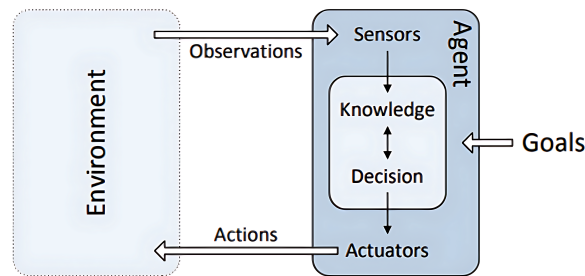 Environment
Observations
Sensors
Agent
Knowledge
Decision
Goals
Actions
Actuators